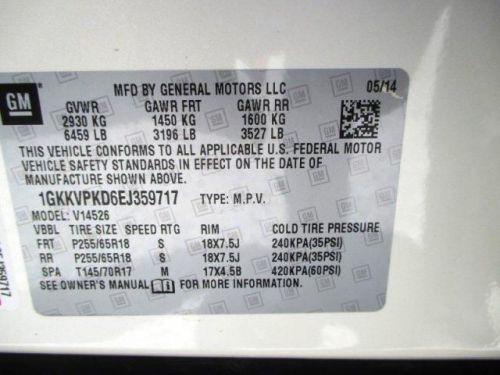 GM
MFD BY GENERAL MOTORS LLC 05/14
GVWR GAWR FRT GAWR RR
2930 KG 1450 KG 1600 KG
6459 LB 3196 LB 3527 LB
THIS VEHICLE CONFORMS TO ALL APPLICABLE U.S. FEDERAL MOTOR
VEHICLE SAFETY STANDARDS IN EFFECT ON THE DATE OF
MANUFACTURE SHOWN ABOVE.
1GKKVPKD6EJ359717 TYPE: M.P.V.
MODEL: V14526
VBBL TIRE SIZE SPEED RTG RIM COLD TIRE PRESSURE
FRT P255/65R18 S 18X7.5J 240KPA(35PSI)
RR P255/65R18 S 18X7.5J 240KPA(35PSI)
SPA T145/70R17 M 17X4.5B 420KPA(60PSI)
SEE OWNER'S MANUAL FOR MORE INFORMATION.